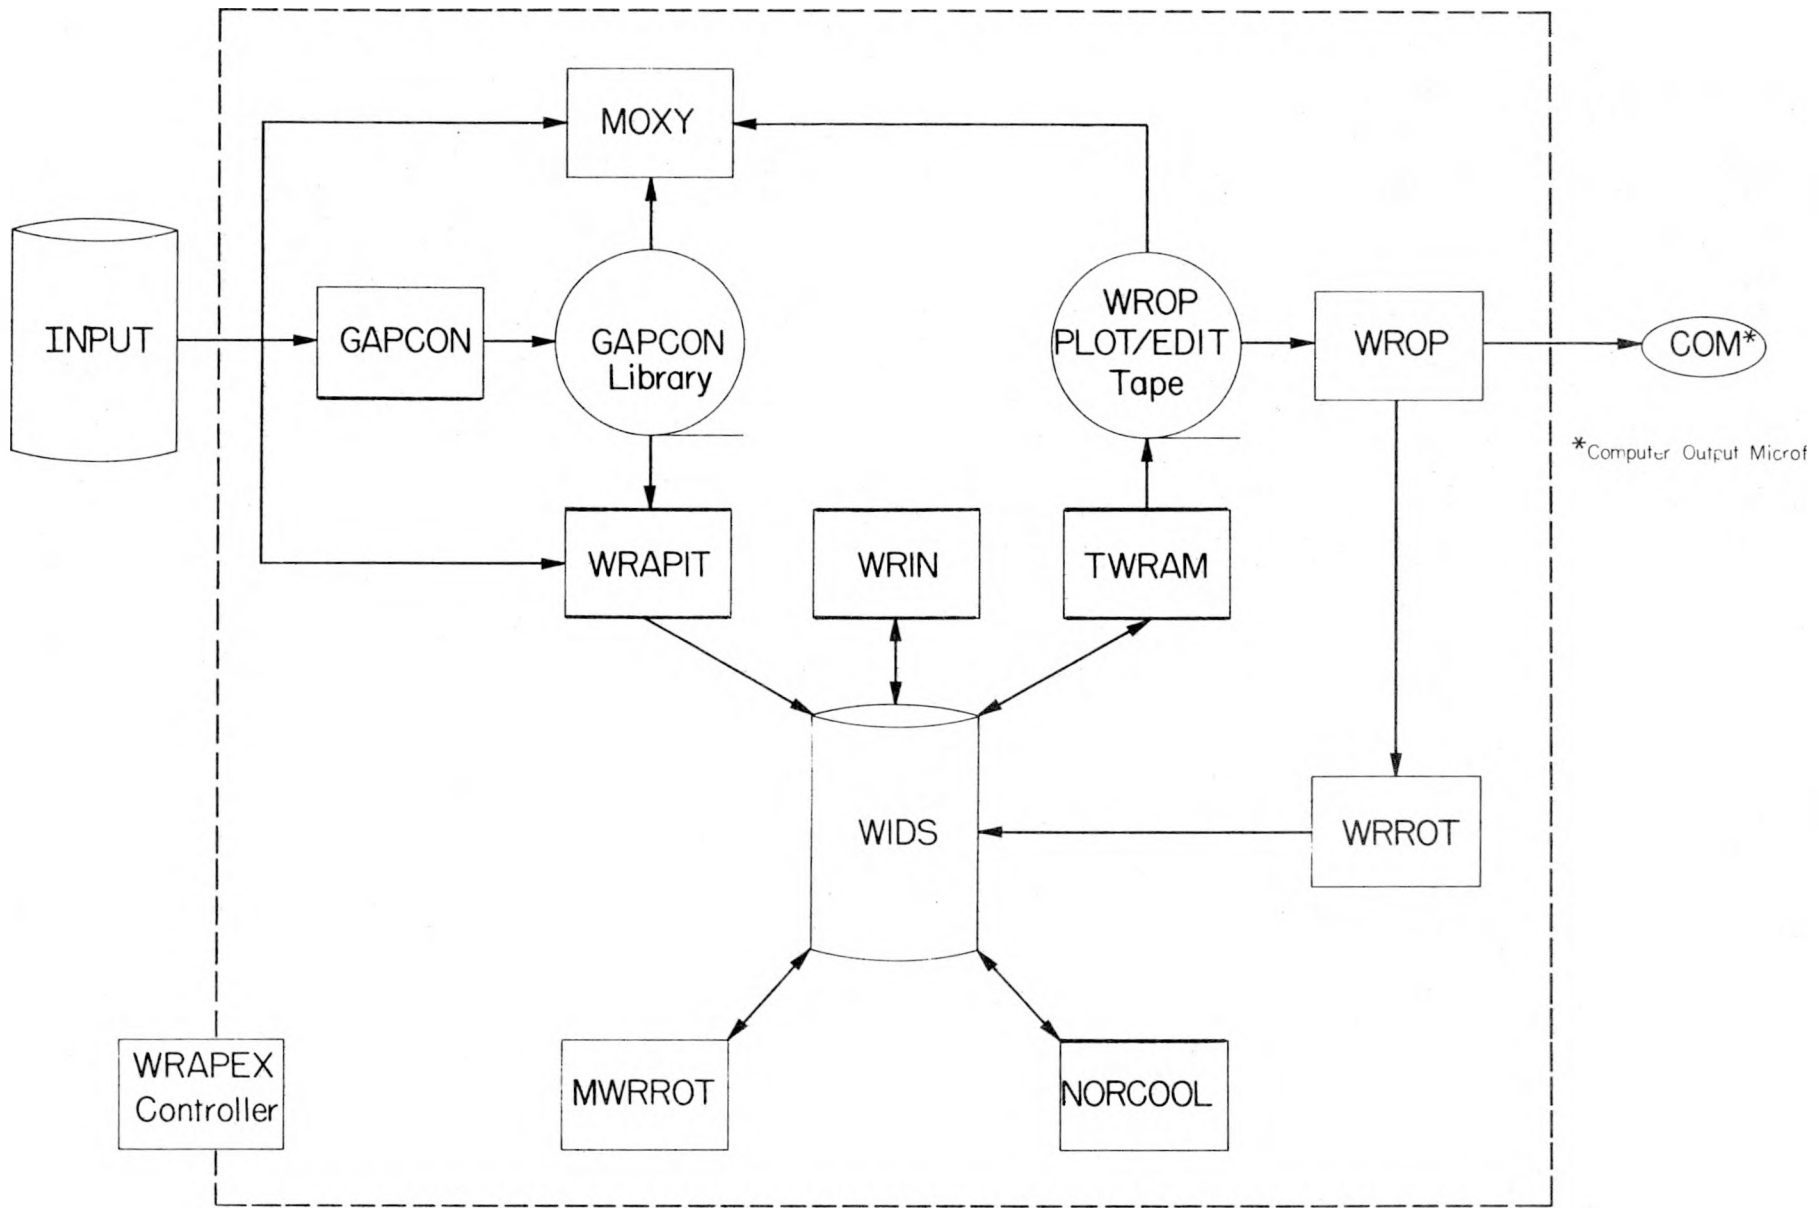 MOXY
INPUT
GAPCON
GAPCON
Library
WROP
PLOT/EDIT
Tape
WROP
COM*
*Computer Output Microf
WRAPIT
WRIN
TWRAM
WIDS
WRROT
WRAPEX
Controller
MWRROT
NORCOOL